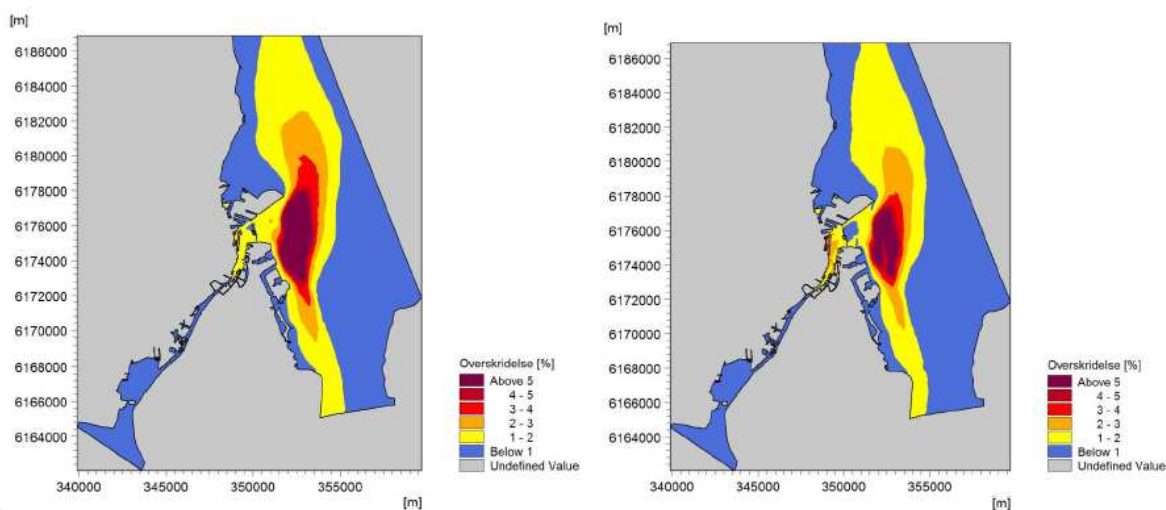 [m]
6186000
6184000
6182000
6180000
6178000
6176000
6174000
6172000
6170000
6168000
6166000
6164000
340000 345000 350000 355000
[m]
Overskridelse [%]
Above 5
4 - 5
3 - 4
2 - 3
1 - 2
Below 1
Undefined Value
[m]
6186000
6184000
6182000
6180000
6178000
6176000
6174000
6172000
6170000
6168000
6166000
6164000
340000 345000 350000 355000
[m]
Overskridelse [%]
Above 5
4 - 5
3 - 4
2 - 3
1 - 2
Below 1
Undefined Value